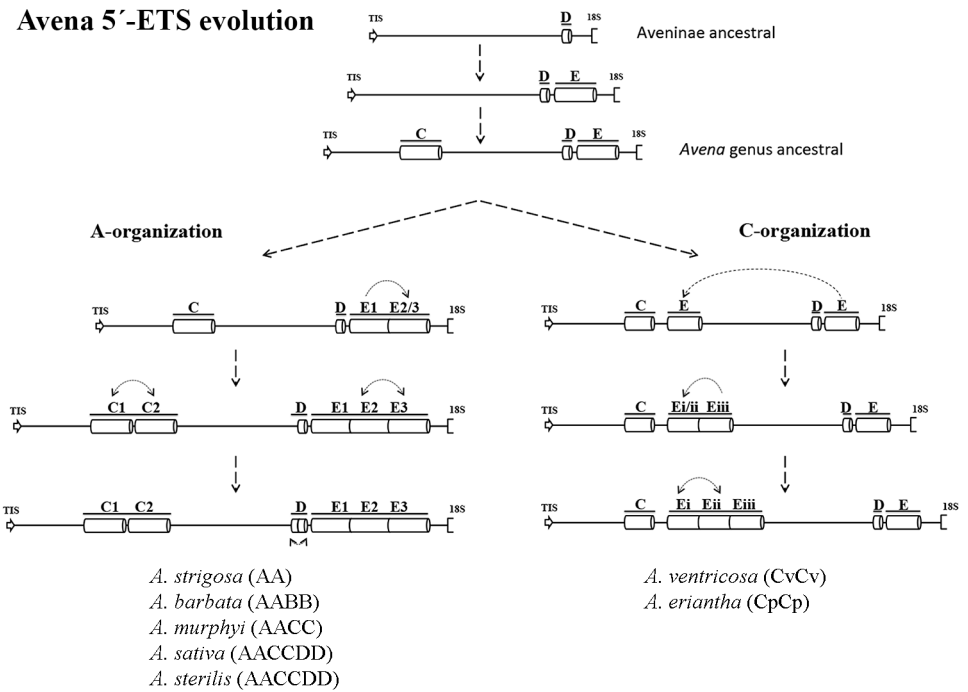 Avena 5´-ETS evolution
TIS D 18S
Aveninae ancestral
TIS D E 18S
TIS C D E 18S
Avena genus ancestral
A-organization
C-organization
TIS C D E1 E2/3 18S
TIS C E D E 18S
TIS C1 C2 D E1 E2 E3 18S
TIS C Ei/ii Eiii D E 18S
TIS C1 C2 D E1 E2 E3 18S
TIS C Ei Eii Eiii D E 18S
A. strigosa (AA)
A. barbata (AABB)
A. murphyi (AACC)
A. sativa (AACCDD)
A. sterilis (AACCDD)
A. ventricosa (CvCv)
A. eriantha (CpCp)